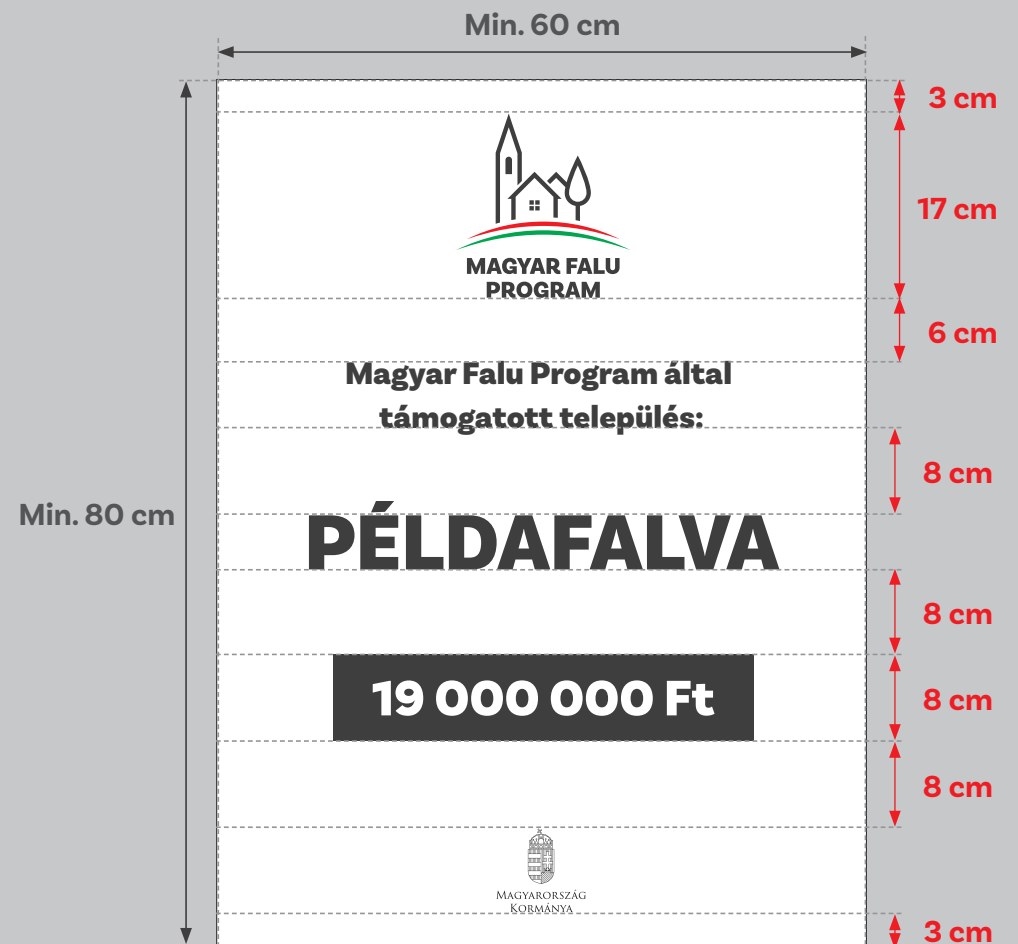 Min. 60 cm
3 cm
17 cm
MAGYAR FALU
PROGRAM
6 cm
Magyar Falu Program által
támogatott település:
8 cm
Min. 80 cm
PÉLDAFALVA
8 cm
19 000 000 Ft
8 cm
8 cm
MAGYARORSZÁG
KORMÁNYA
3 cm